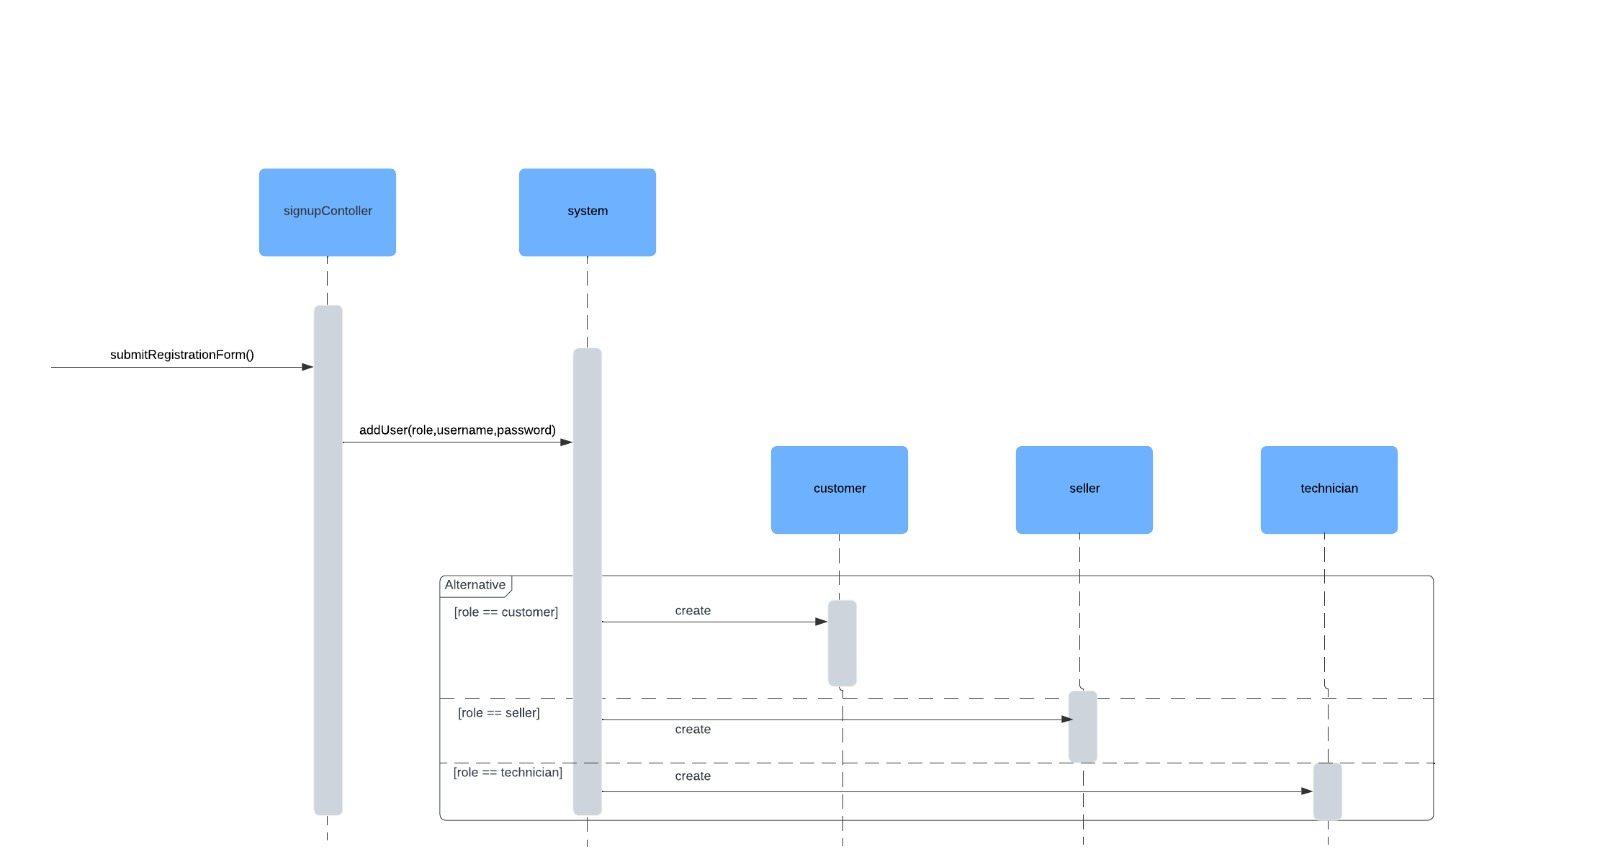 signupContoller
system
submitRegistrationForm()
addUser(role,username,password)
customer
seller
technician
Alternative
[role == customer]
create
[role == seller]
create
[role == technician]
create